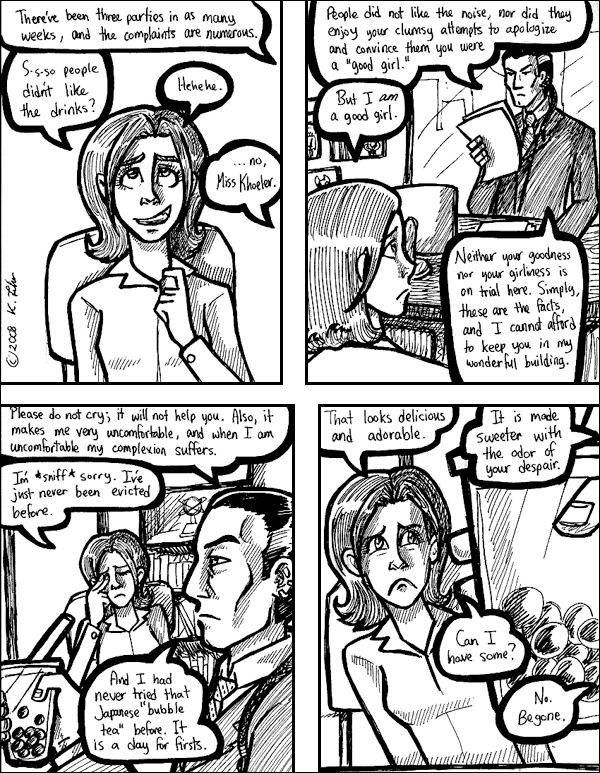 There've been three parties in as many
weeks, and the complaints are numerous.
S-s-so people
didn't like
the drinks?
Hehehe.
... no,
Miss Khoeler.
©2008 K.
People did not like the noise, nor did they
enjoy your clumsy attempts to apologize
and convince them you were
a "good girl."
But I am
a good girl.
Neither your goodness
nor your girliness is
on trial here. Simply,
these are the facts,
and I cannot afford
to keep you in my
wonderful building.
Please do not cry; it will not help you. Also, it
makes me very uncomfortable, and when I am
uncomfortable my complexion suffers.
I'm *sniff* sorry. I've
just never been evicted
before.
And I had
never tried that
Japanese "bubble
tea" before. It
is a day for firsts.
That looks delicious
and adorable.
It is made
sweeter with
the odor of
your despair.
Can I
have some?
No.
Begone.